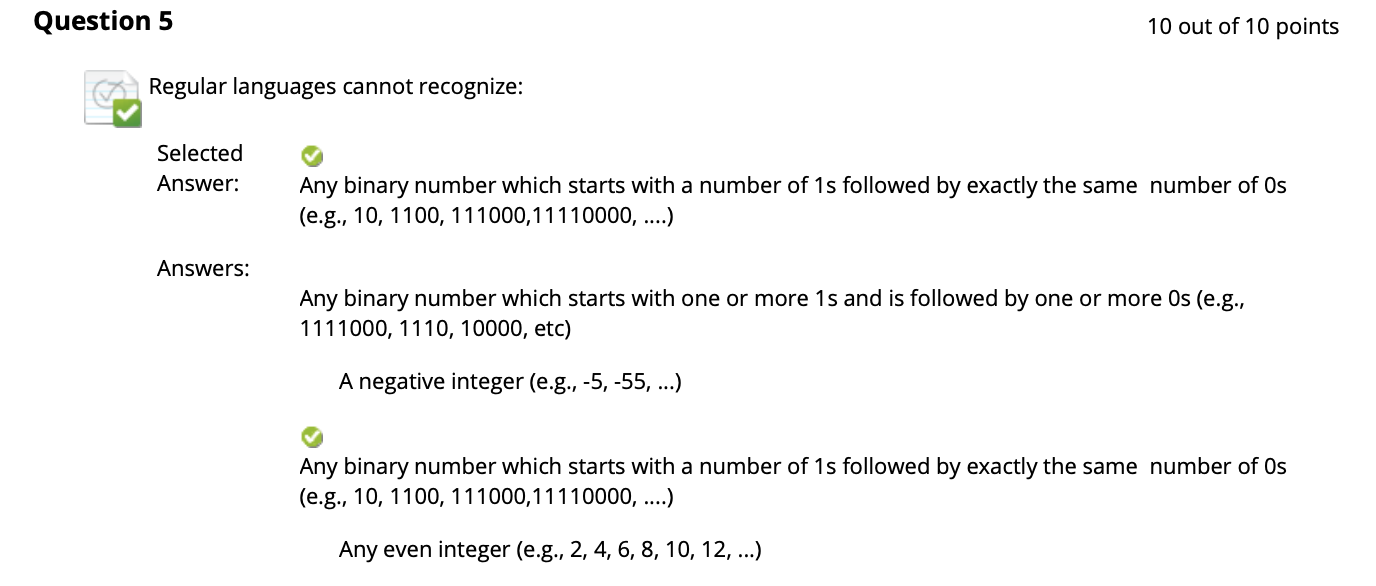 Question 5
10 out of 10 points
Regular languages cannot recognize:
Selected
Answer:
Any binary number which starts with a number of 1s followed by exactly the same  number of 0s
(e.g., 10, 1100, 111000,11110000, ....)
Answers:
Any binary number which starts with one or more 1s and is followed by one or more 0s (e.g.,
1111000, 1110, 10000, etc)
A negative integer (e.g., -5, -55, ...)
Any binary number which starts with a number of 1s followed by exactly the same  number of 0s
(e.g., 10, 1100, 111000,11110000, ....)
Any even integer (e.g., 2, 4, 6, 8, 10, 12, ...)